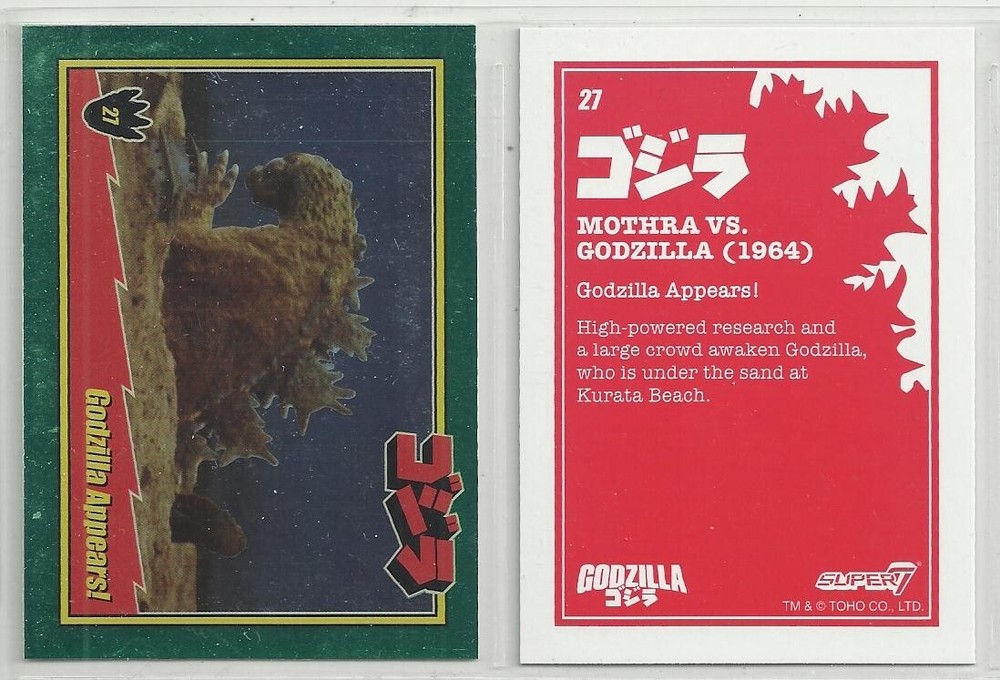 27
Godzilla Appears!
ゴジラ
27
ゴジラ
MOTHRA VS.
GODZILLA (1964)
Godzilla Appears!
High-powered research and
a large crowd awaken Godzilla,
who is under the sand at
Kurata Beach.
GODZILLA
ゴジラ
SUPER7
TM & © TOHO CO., LTD.